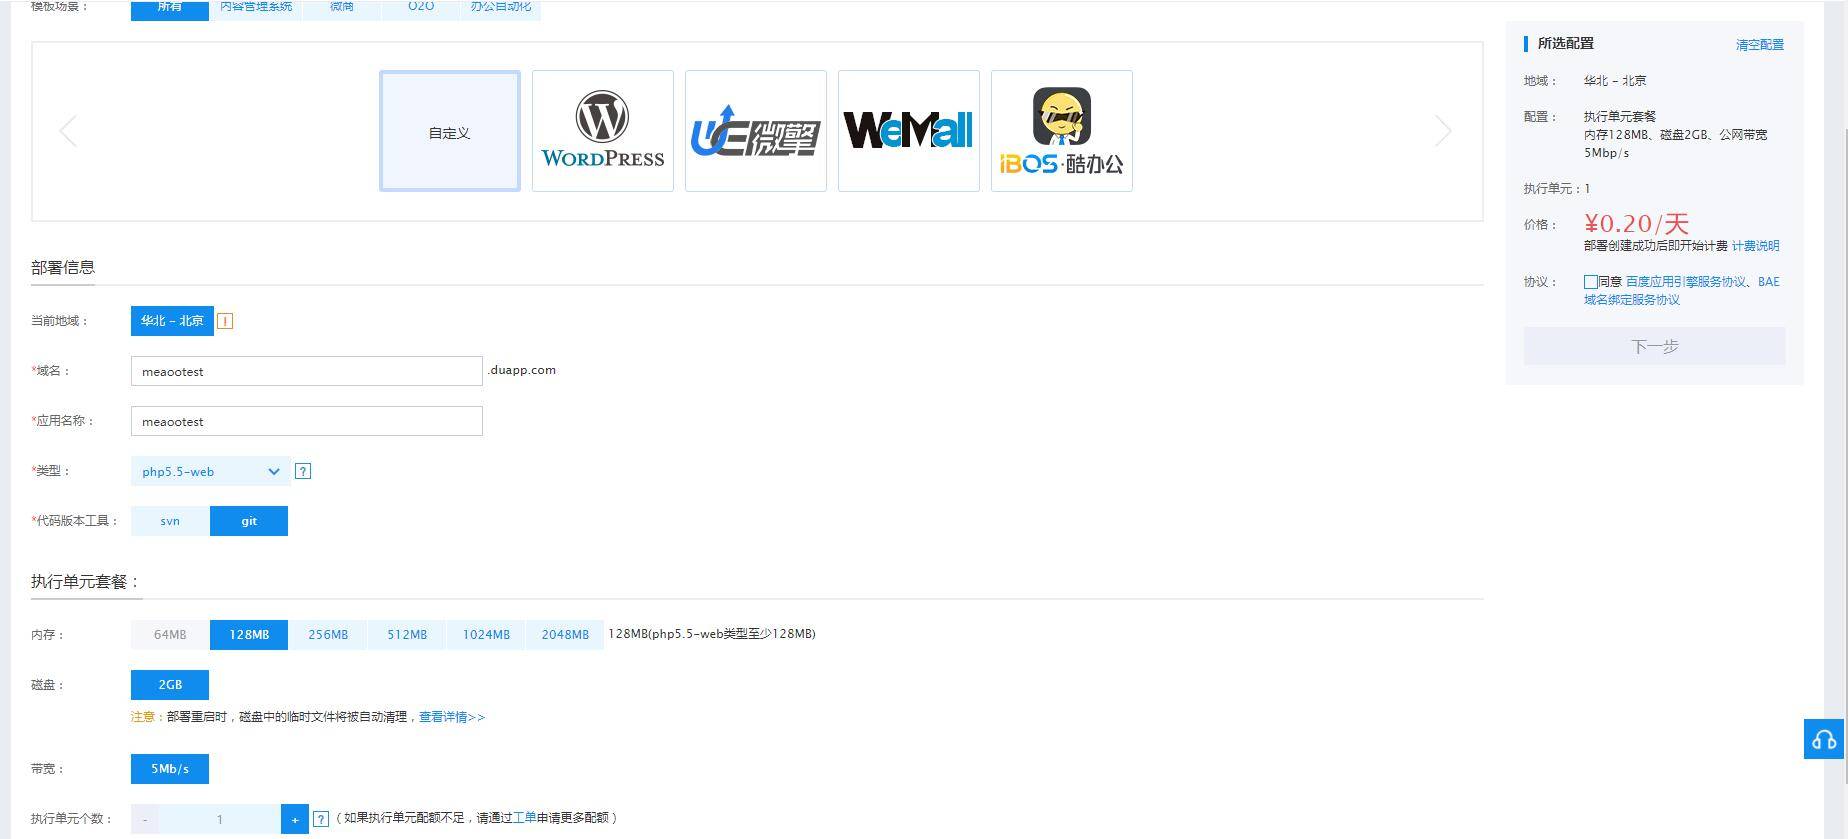 模板场景： 所有 内容管理系统 微商 O2O 办公自动化
自定义
WORDPRESS
WE微擎
WeMall
iBOS·酷办公
部署信息
当前地域： 华北 - 北京 !
*域名： meaootest .duapp.com
*应用名称： meaootest
*类型： php5.5-web ?
*代码版本工具： svn git
执行单元套餐：
内存： 64MB 128MB 256MB 512MB 1024MB 2048MB 128MB(php5.5-web类型至少128MB)
磁盘： 2GB
注意：部署重启时，磁盘中的临时文件将被自动清理，查看详情>>
带宽： 5Mb/s
执行单元个数： - 1 + ? （如果执行单元配额不足，请通过工单申请更多配额）
所选配置 清空配置
地域： 华北 - 北京
配置： 执行单元套餐
内存128MB、磁盘2GB、公网带宽
5Mbp/s
执行单元：1
价格： ¥0.20/天
部署创建成功后即开始计费 计费说明
协议： 同意 百度应用引擎服务协议、BAE
域名绑定服务协议
下一步